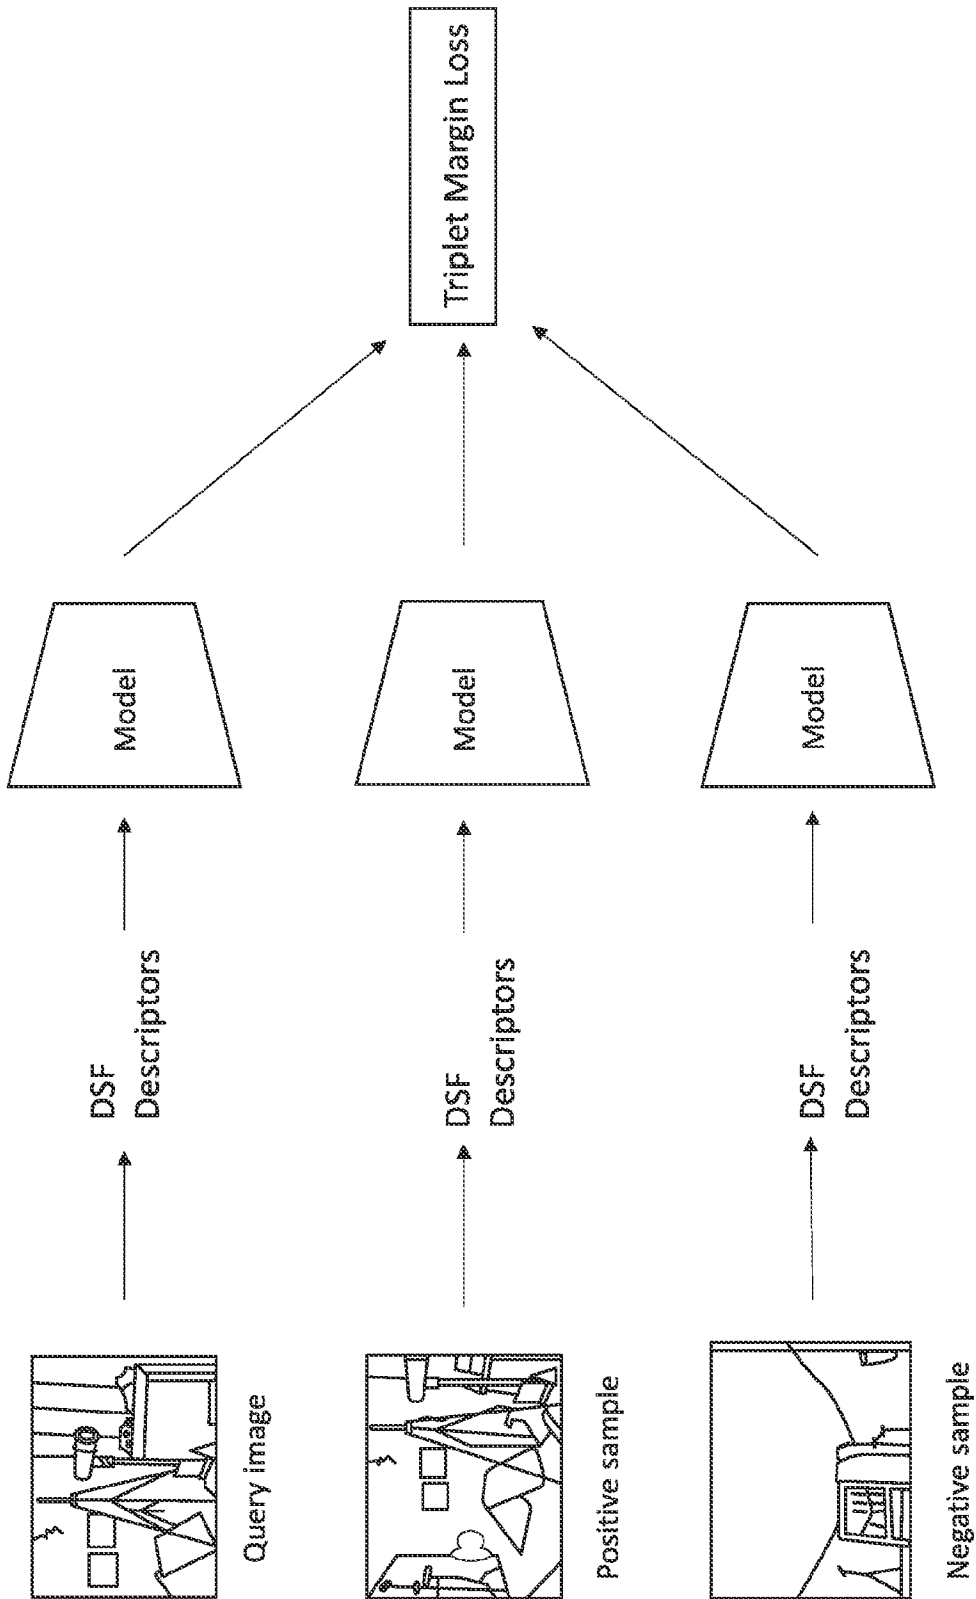 Query image
DSF
Descriptors
Model
Positive sample
DSF
Descriptors
Model
Triplet Margin Loss
Negative sample
DSF
Descriptors
Model